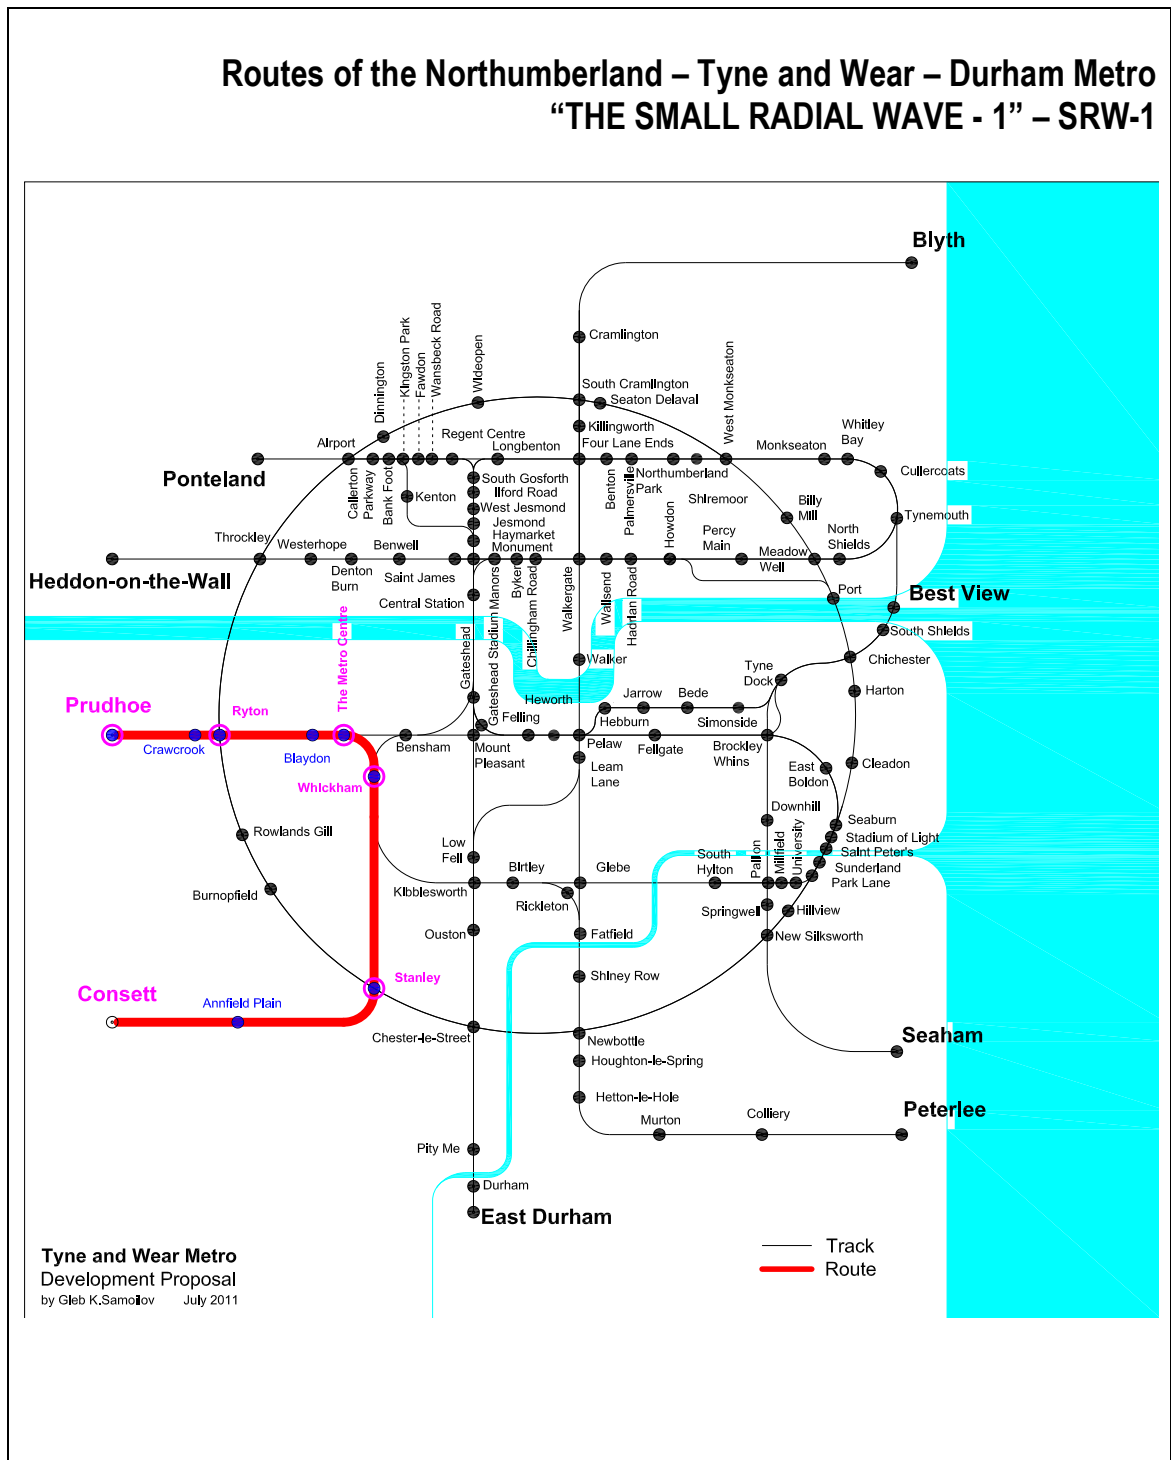 Routes of the Northumberland – Tyne and Wear – Durham Metro
“THE SMALL RADIAL WAVE - 1” – SRW-1
Blyth
Cramlington
South Cramlington
Seaton Delaval
Killingworth
Four Lane Ends
Wideopen
Dinnington
Kingston Park
Fawdon
Wansbeck Road
Regent Centre
Longbenton
Airport
Ponteland
Callerton
Parkway
Bank Foot
Kenton
South Gosforth
Ilford Road
West Jesmond
Jesmond
Haymarket
Monument
Benton
Palmersville
Northumberland
Park
Shiremoor
West Monkseaton
Monkseaton
Whitley
Bay
Cullercoats
Tynemouth
Billy
Mill
North
Shields
Meadow
Well
Percy
Main
Howdon
Throckley
Westerhope
Denton
Burn
Benwell
Saint James
Heddon-on-the-Wall
Central Station
Manors
Byker
Chillingham Road
Walkergate
Wallsend
Hadrian Road
Port
Best View
South Shields
Chichester
Harton
Tyne
Dock
Walker
Gateshead
Gateshead Stadium
Felling
Heworth
Hebburn
Jarrow
Bede
Simonside
Pelaw
Fellgate
Brockley
Whins
Mount
Pleasant
Bensham
Leam
Lane
East
Boldon
Cleadon
Downhill
Seaburn
Stadium of Light
Saint Peter's
Sunderland
Park Lane
Prudhoe
Crawcrook
Ryton
Blaydon
The Metro Centre
Whickham
Rowlands Gill
Burnopfield
Low
Fell
Kibblesworth
Birtley
Rickleton
Glebe
South
Hylton
Pallion
Millfield
University
Springwell
Hillview
New Silksworth
Ouston
Fatfield
Shiney Row
Stanley
Consett
Annfield Plain
Chester-le-Street
Newbottle
Houghton-le-Spring
Hetton-le-Hole
Murton
Colliery
Seaham
Peterlee
Pity Me
Durham
East Durham
Tyne and Wear Metro
Development Proposal
by Gleb K.Samoilov July 2011
Track
Route